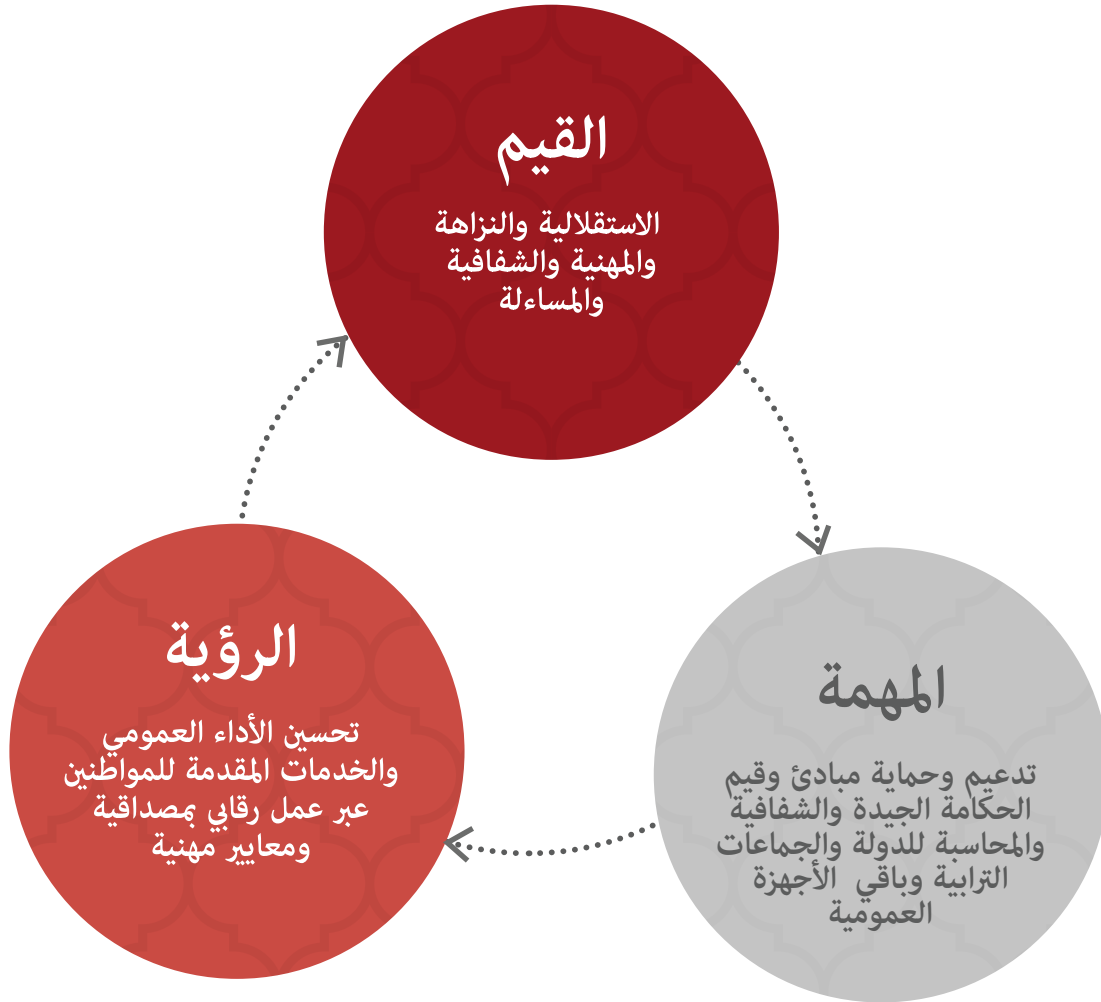 القيم
الاستقلالية والنزاهة
والمهنية والشفافية
والمساءلة
المهمة
تدعيم وحماية مبادئ وقيم
الحكامة الجيدة والشفافية
والمحاسبة للدولة والجماعات
الترابية وباقي الأجهزة
العمومية
الرؤية
تحسين الأداء العمومي
والخدمات المقدمة للمواطنين
عبر عمل رقابي بمصداقية
ومعايير مهنية